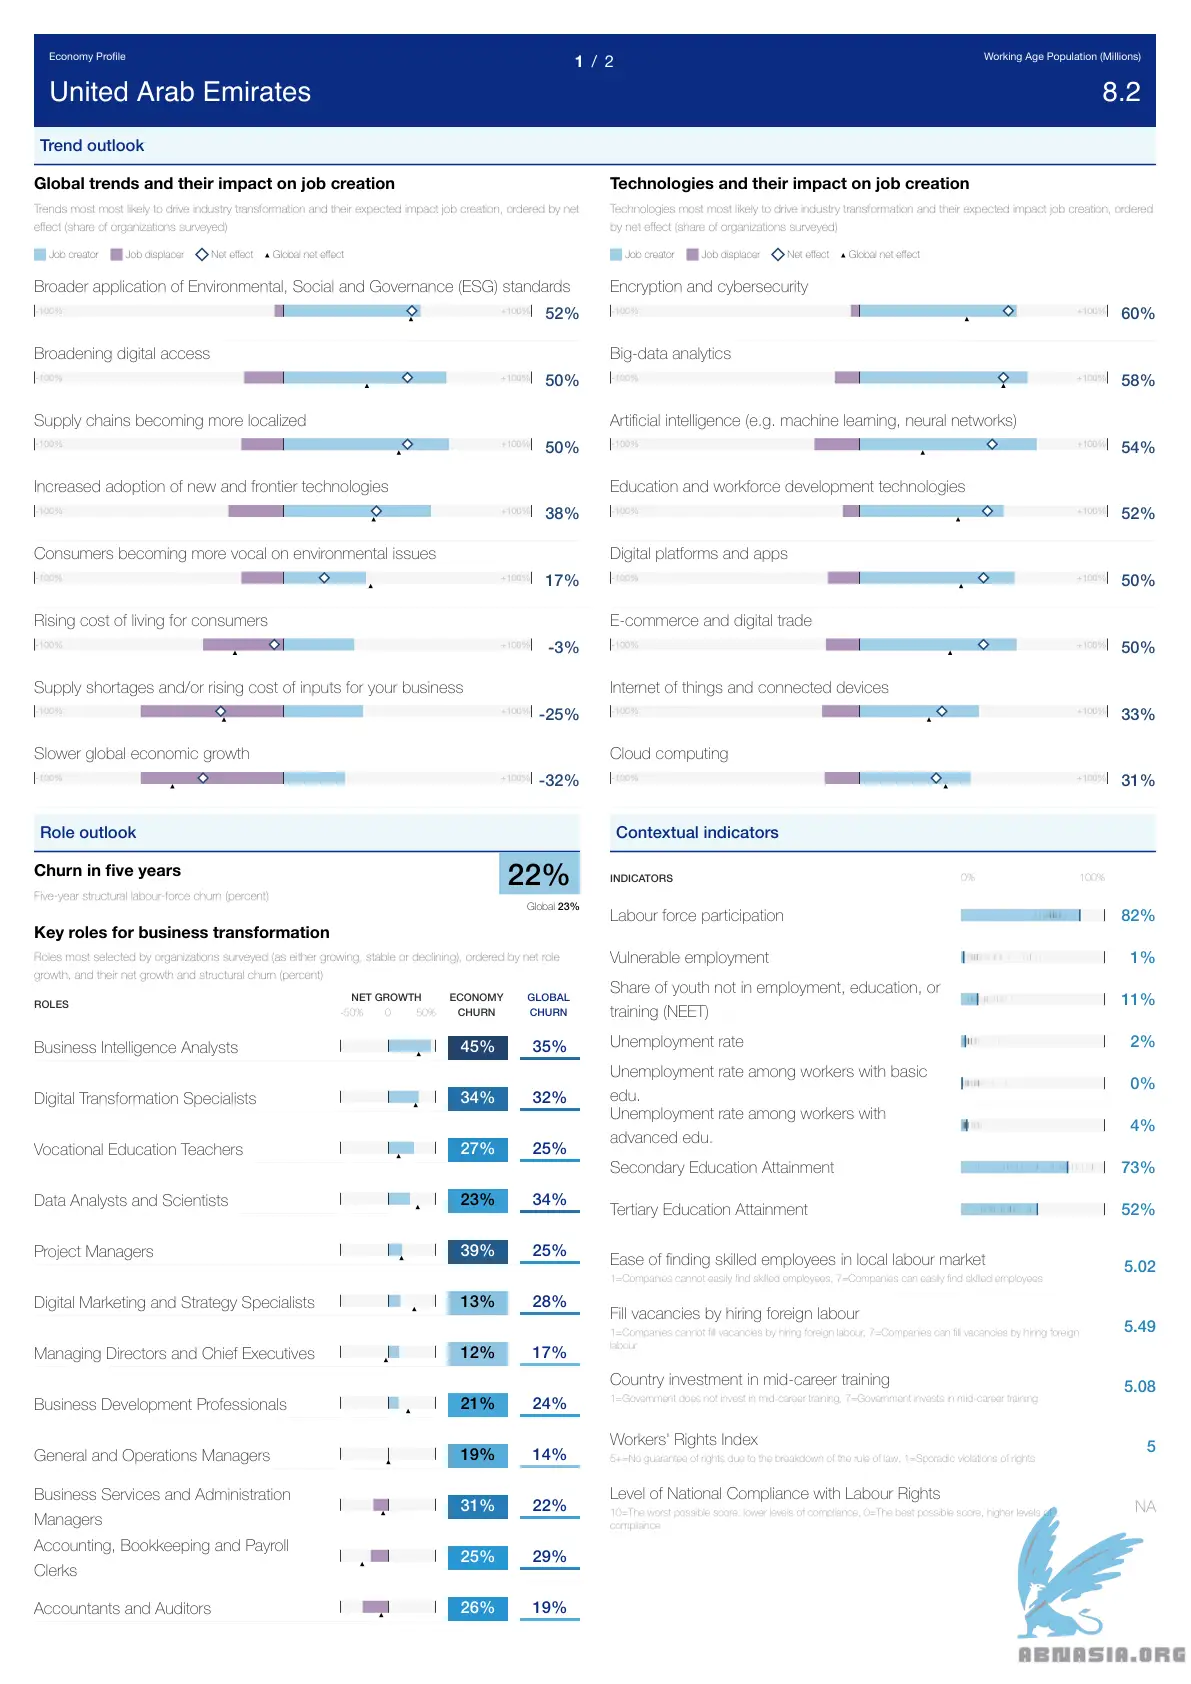 Economy Profile
1 / 2
Working Age Population (Millions)
United Arab Emirates
8.2
Trend outlook
Global trends and their impact on job creation
Trends most most likely to drive industry transformation and their expected impact job creation, ordered by net
effect (share of organizations surveyed)
Job creator Job displacer Net effect Global net effect
Broader application of Environmental, Social and Governance (ESG) standards
-100% +100% 52%
Broadening digital access
-100% +100% 50%
Supply chains becoming more localized
-100% +100% 50%
Increased adoption of new and frontier technologies
-100% +100% 38%
Consumers becoming more vocal on environmental issues
-100% +100% 17%
Rising cost of living for consumers
-100% +100% -3%
Supply shortages and/or rising cost of inputs for your business
-100% +100% -25%
Slower global economic growth
-100% +100% -32%
Technologies and their impact on job creation
Technologies most most likely to drive industry transformation and their expected impact job creation, ordered
by net effect (share of organizations surveyed)
Job creator Job displacer Net effect Global net effect
Encryption and cybersecurity
-100% +100% 60%
Big-data analytics
-100% +100% 58%
Artificial intelligence (e.g. machine learning, neural networks)
-100% +100% 54%
Education and workforce development technologies
-100% +100% 52%
Digital platforms and apps
-100% +100% 50%
E-commerce and digital trade
-100% +100% 50%
Internet of things and connected devices
-100% +100% 33%
Cloud computing
-100% +100% 31%
Role outlook
Churn in five years
22%
Five-year structural labour-force churn (percent)
Global 23%
Key roles for business transformation
Roles most selected by organizations surveyed (as either growing, stable or declining), ordered by net role
growth, and their net growth and structural churn (percent)
ROLES NET GROWTH ECONOMY CHURN GLOBAL CHURN
-50% 0 50%
Business Intelligence Analysts 45% 35%
Digital Transformation Specialists 34% 32%
Vocational Education Teachers 27% 25%
Data Analysts and Scientists 23% 34%
Project Managers 39% 25%
Digital Marketing and Strategy Specialists 13% 28%
Managing Directors and Chief Executives 12% 17%
Business Development Professionals 21% 24%
General and Operations Managers 19% 14%
Business Services and Administration
Managers 31% 22%
Accounting, Bookkeeping and Payroll
Clerks 25% 29%
Accountants and Auditors 26% 19%
Contextual indicators
INDICATORS 0% 100%
Labour force participation 82%
Vulnerable employment 1%
Share of youth not in employment, education, or
training (NEET) 11%
Unemployment rate 2%
Unemployment rate among workers with basic
edu. 0%
Unemployment rate among workers with
advanced edu. 4%
Secondary Education Attainment 73%
Tertiary Education Attainment 52%
Ease of finding skilled employees in local labour market 5.02
1=Companies cannot easily find skilled employees, 7=Companies can easily find skilled employees
Fill vacancies by hiring foreign labour 5.49
1=Companies cannot fill vacancies by hiring foreign labour, 7=Companies can fill vacancies by hiring foreign
labour
Country investment in mid-career training 5.08
1=Government does not invest in mid-career training, 7=Government invests in mid-career training
Workers' Rights Index 5
5+=No guarantee of rights due to the breakdown of the rule of law, 1=Sporadic violations of rights
Level of National Compliance with Labour Rights NA
10=The worst possible score, lower levels of compliance, 0=The best possible score, higher levels of
compliance
ABNASIA.ORG